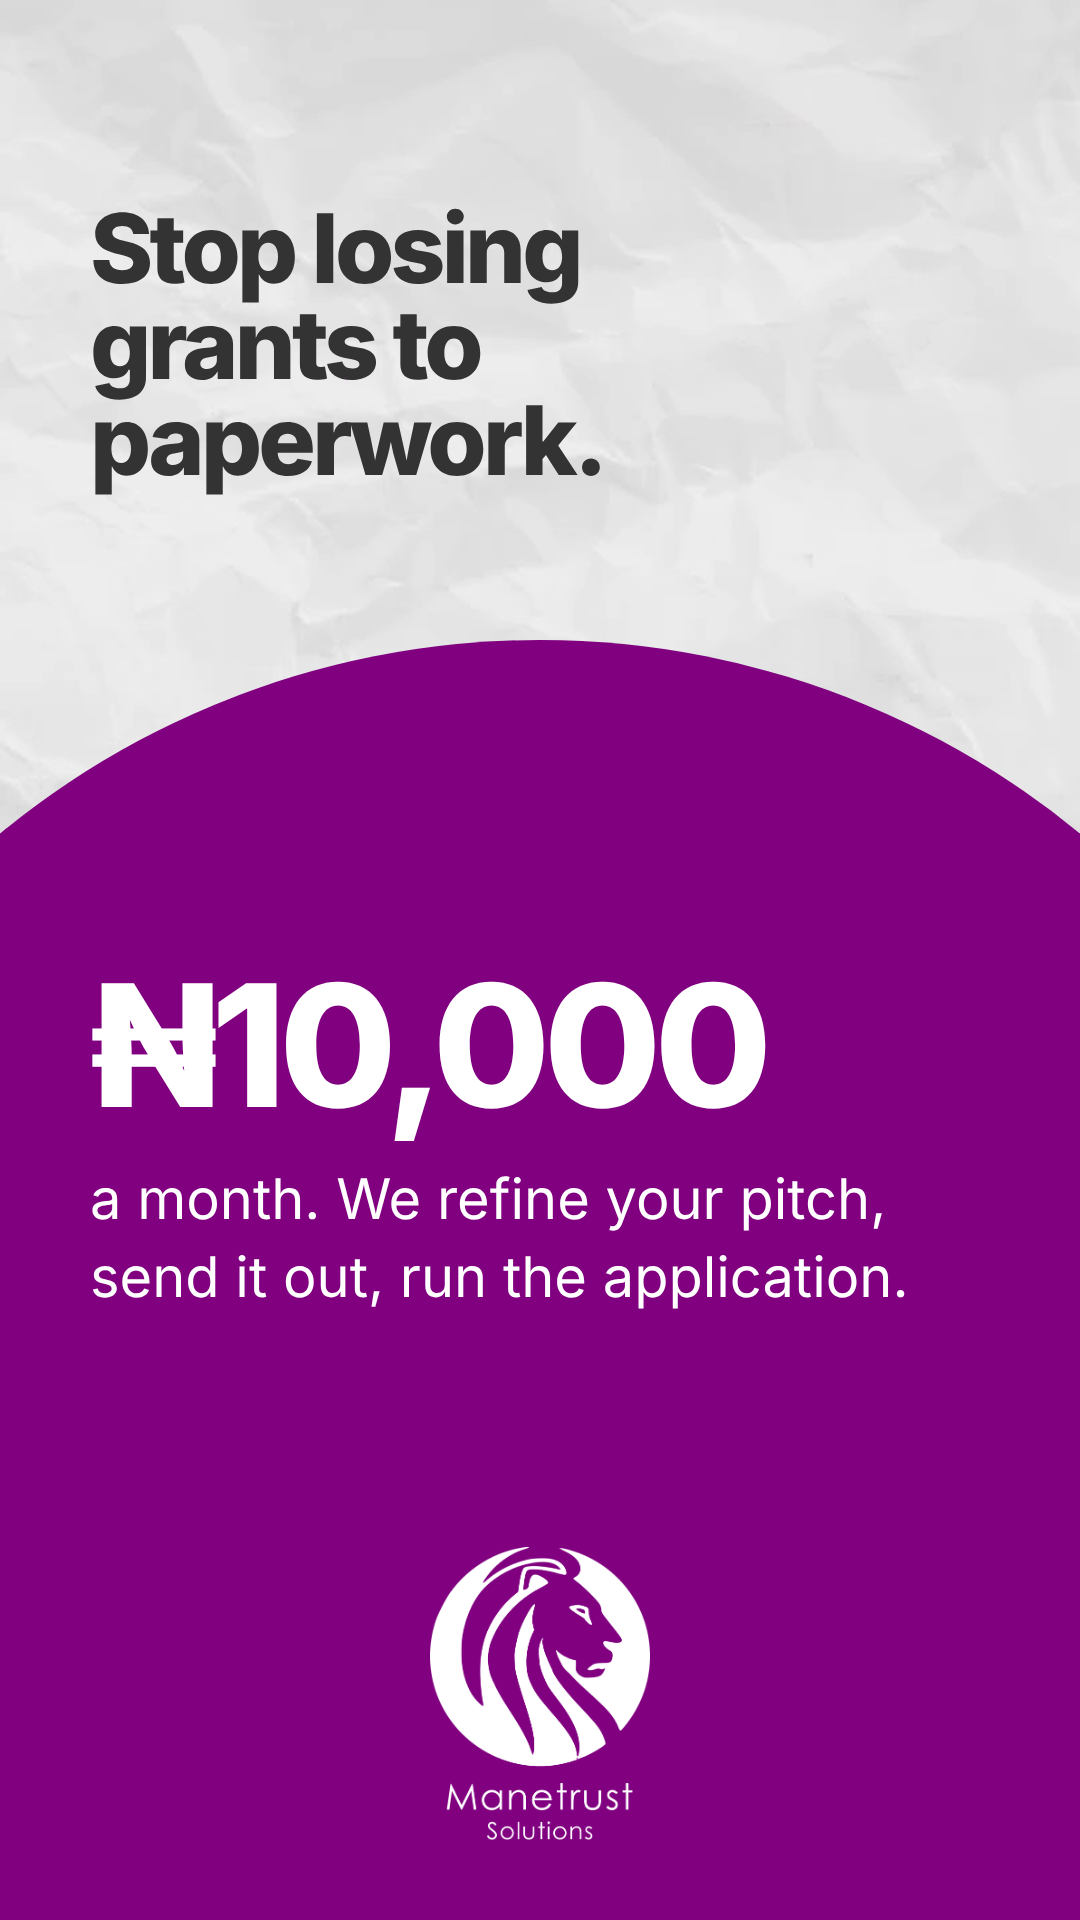 Stop losing
grants to
paperwork.
₦10,000
a month. We refine your pitch,
send it out, run the application.
Manetrust
Solutions